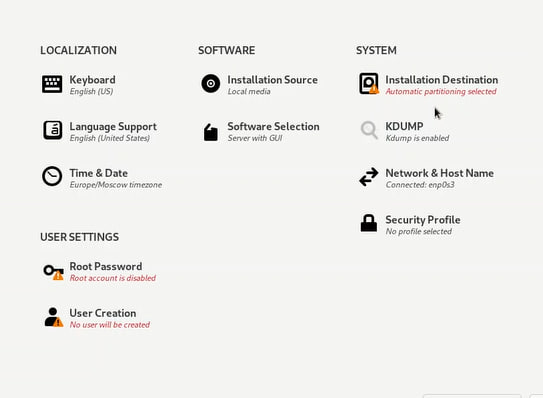 LOCALIZATION
Keyboard
English (US)
Language Support
English (United States)
Time & Date
Europe/Moscow timezone
USER SETTINGS
Root Password
Root account is disabled
User Creation
No user will be created
SOFTWARE
Installation Source
Local media
Software Selection
Server with GUI
SYSTEM
Installation Destination
Automatic partitioning selected
KDUMP
Kdump is enabled
Network & Host Name
Connected: enp0s3
Security Profile
No profile selected